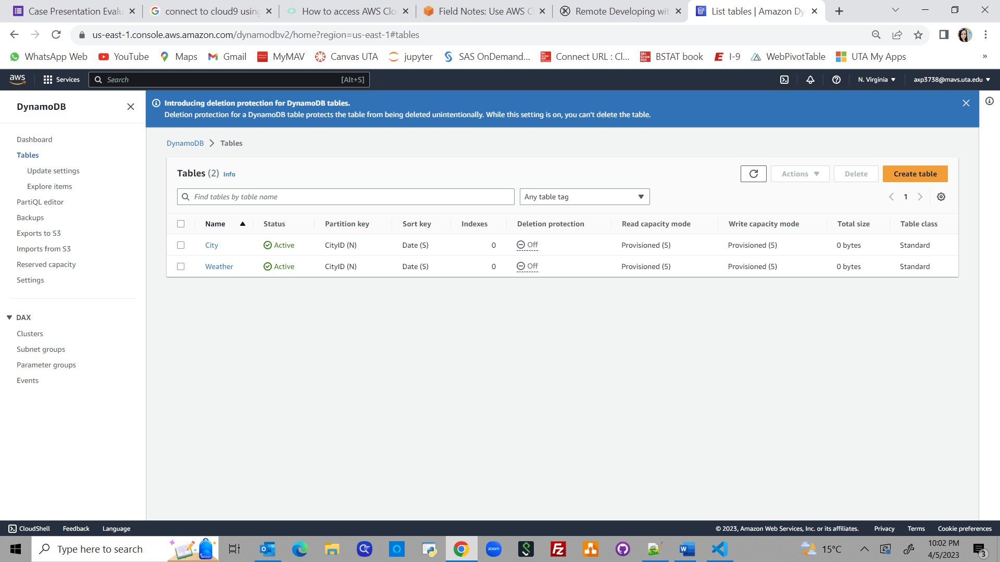 Case Presentation Evalu
connect to cloud9 using
How to access AWS Clo
Field Notes: Use AWS C
Remote Developing wit
List tables | Amazon Dy
us-east-1.console.aws.amazon.com/dynamodbv2/home?region=us-east-1#tables
WhatsApp Web YouTube Maps Gmail MyMAV Canvas UTA jupyter SAS OnDemand... Connect URL : Cl... BSTAT book I-9 WebPivotTable UTA My Apps »
aws Services Search [Alt+S] N. Virginia axp3738@mavs.uta.edu
DynamoDB
Dashboard
Tables
Update settings
Explore items
PartiQL editor
Backups
Exports to S3
Imports from S3
Reserved capacity
Settings
DAX
Clusters
Subnet groups
Parameter groups
Events
Introducing deletion protection for DynamoDB tables.
Deletion protection for a DynamoDB table protects the table from being deleted unintentionally. While this setting is on, you can't delete the table.
DynamoDB Tables
Tables (2) Info Actions Delete Create table
Find tables by table name Any table tag 1
Name Status Partition key Sort key Indexes Deletion protection Read capacity mode Write capacity mode Total size Table class
City Active CityID (N) Date (S) 0 Off Provisioned (5) Provisioned (5) 0 bytes Standard
Weather Active CityID (N) Date (S) 0 Off Provisioned (5) Provisioned (5) 0 bytes Standard
CloudShell Feedback Language © 2023, Amazon Web Services, Inc. or its affiliates. Privacy Terms Cookie preferences
Type here to search zoom 15°C 10:02 PM
4/5/2023 3